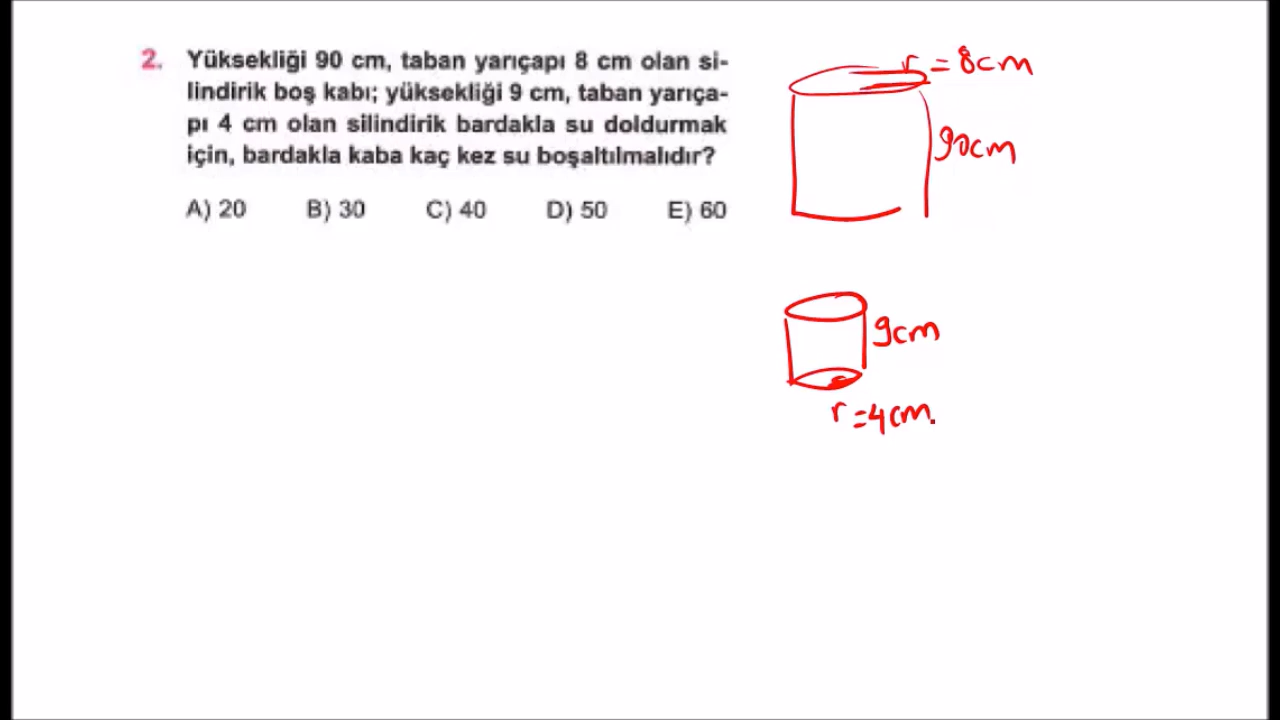 2. Yüksekliği 90 cm, taban yarıçapı 8 cm olan si-
lindirik boş kabı; yüksekliği 9 cm, taban yarıça-
pı 4 cm olan silindirik bardakla su doldurmak
için, bardakla kaba kaç kez su boşaltılmalıdır?
A) 20 B) 30 C) 40 D) 50 E) 60
r = 8cm
90cm
9cm
r = 4cm.